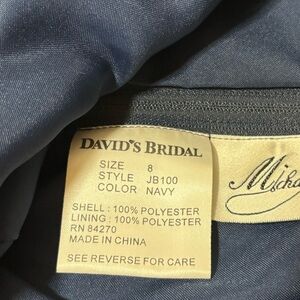 DAVID'S BRIDAL
SIZE 8
STYLE JB100
COLOR NAVY
SHELL : 100% POLYESTER
LINING : 100% POLYESTER
RN 84270
MADE IN CHINA
SEE REVERSE FOR CARE